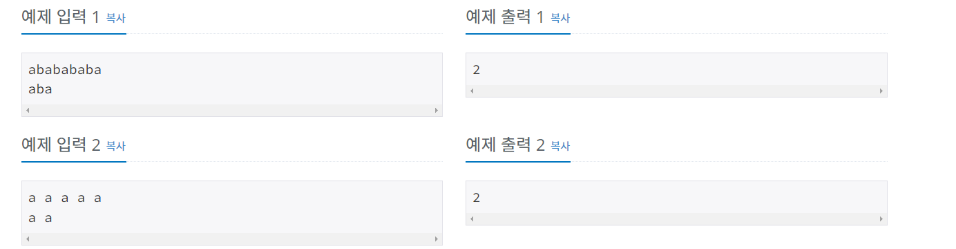 예제 입력 1 복사
ababababa
aba
예제 출력 1 복사
2
예제 입력 2 복사
a a a a a
a a
예제 출력 2 복사
2